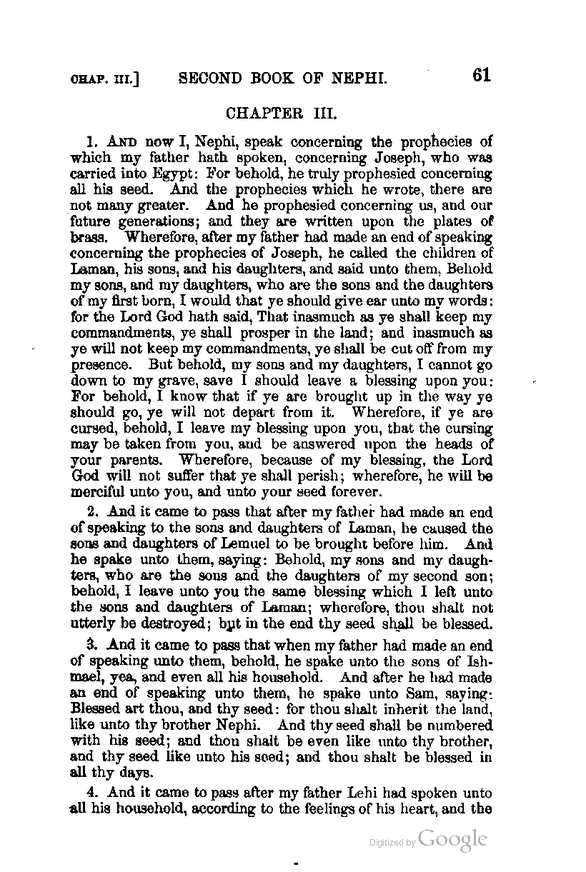 CHAP. III.] SECOND BOOK OF NEPHI. 61
CHAPTER III.
1. AND now I, Nephi, speak concerning the prophecies of
which my father hath spoken, concerning Joseph, who was
carried into Egypt: For behold, he truly prophesied concerning
all his seed. And the prophecies which he wrote, there are
not many greater. And he prophesied concerning us, and our
future generations; and they are written upon the plates of
brass. Wherefore, after my father had made an end of speaking
concerning the prophecies of Joseph, he called the children of
Laman, his sons, and his daughters, and said unto them, Behold
my sons, and my daughters, who are the sons and the daughters
of my first born, I would that ye should give ear unto my words:
for the Lord God hath said, That inasmuch as ye shall keep my
commandments, ye shall prosper in the land; and inasmuch as
ye will not keep my commandments, ye shall be cut off from my
presence. But behold, my sons and my daughters, I cannot go
down to my grave, save I should leave a blessing upon you:
For behold, I know that if ye are brought up in the way ye
should go, ye will not depart from it. Wherefore, if ye are
cursed, behold, I leave my blessing upon you, that the cursing
may be taken from you, and be answered upon the heads of
your parents. Wherefore, because of my blessing, the Lord
God will not suffer that ye shall perish; wherefore, he will be
merciful unto you, and unto your seed forever.
2. And it came to pass that after my father had made an end
of speaking to the sons and daughters of Laman, he caused the
sons and daughters of Lemuel to be brought before him. And
he spake unto them, saying: Behold, my sons and my daugh-
ters, who are the sons and the daughters of my second son;
behold, I leave unto you the same blessing which I left unto
the sons and daughters of Laman; wherefore, thou shalt not
utterly be destroyed; but in the end thy seed shall be blessed.
3. And it came to pass that when my father had made an end
of speaking unto them, behold, he spake unto the sons of Ish-
mael, yea, and even all his household. And after he had made
an end of speaking unto them, he spake unto Sam, saying:
Blessed art thou, and thy seed: for thou shalt inherit the land,
like unto thy brother Nephi. And thy seed shall be numbered
with his seed; and thou shalt be even like unto thy brother,
and thy seed like unto his seed; and thou shalt be blessed in
all thy days.
4. And it came to pass after my father Lehi had spoken unto
all his household, according to the feelings of his heart, and the
Digitized by Google